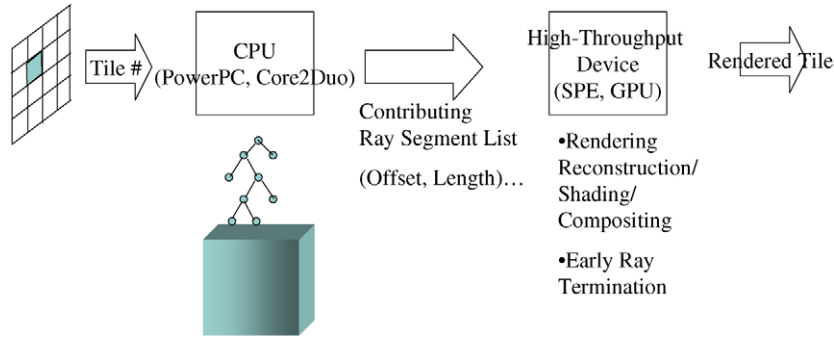 Tile #
CPU
(PowerPC, Core2Duo)
Contributing
Ray Segment List
(Offset, Length)…
High-Throughput
Device
(SPE, GPU)
•Rendering
Reconstruction/
Shading/
Compositing
•Early Ray
Termination
Rendered Tile